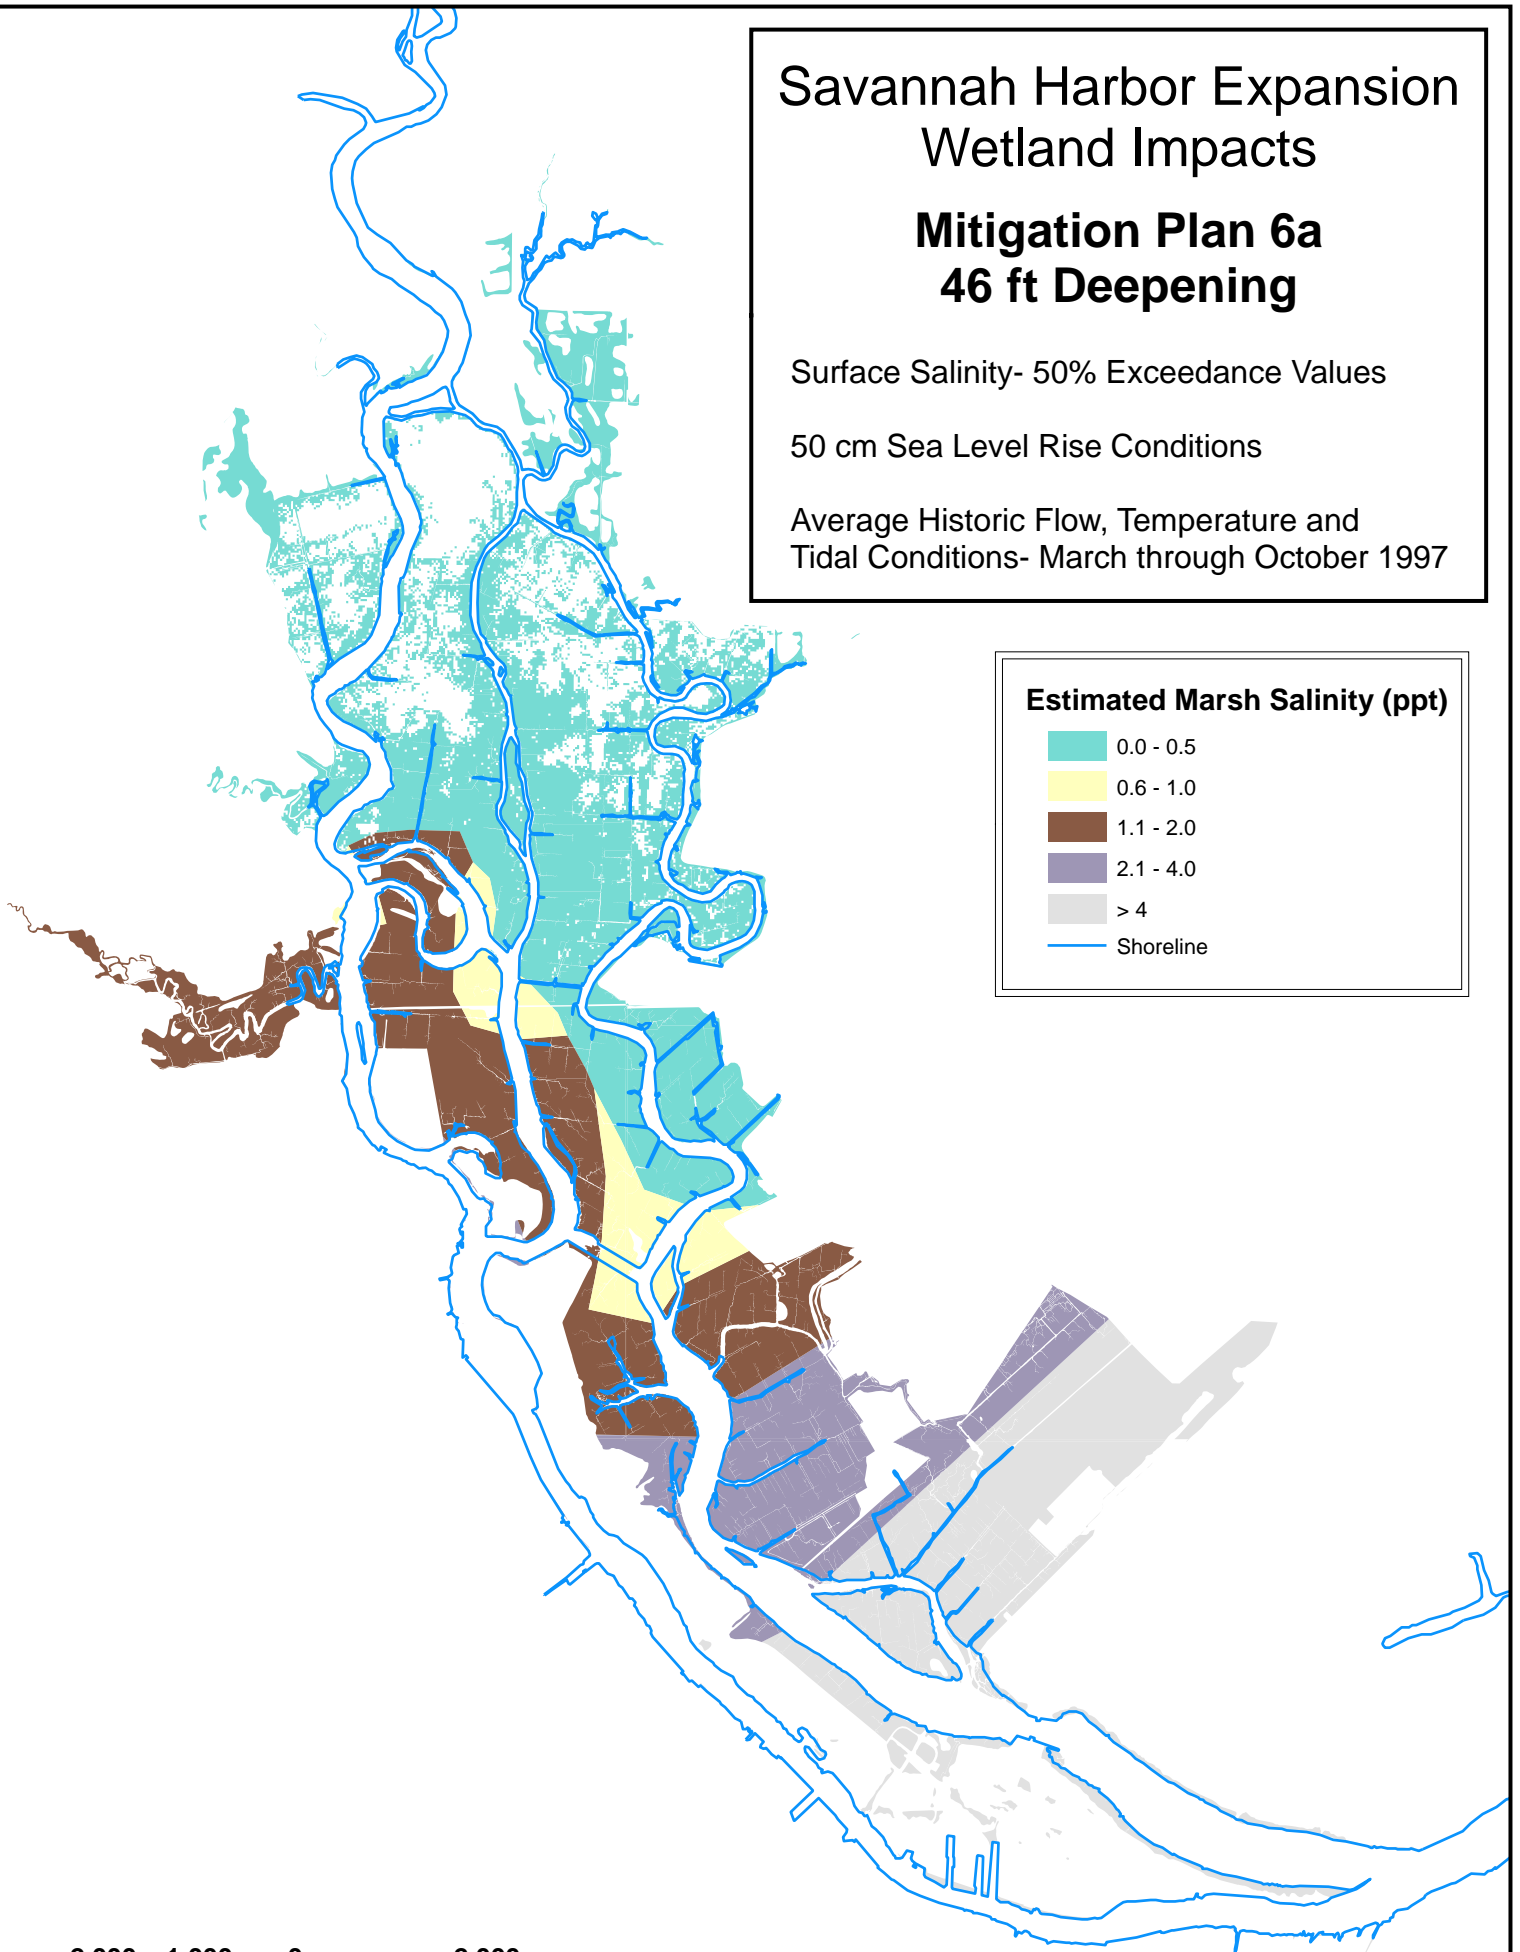 Savannah Harbor Expansion
Wetland Impacts
Mitigation Plan 6a
46 ft Deepening
Surface Salinity- 50% Exceedance Values
50 cm Sea Level Rise Conditions
Average Historic Flow, Temperature and
Tidal Conditions- March through October 1997
Estimated Marsh Salinity (ppt)
0.0 - 0.5
0.6 - 1.0
1.1 - 2.0
2.1 - 4.0
> 4
Shoreline